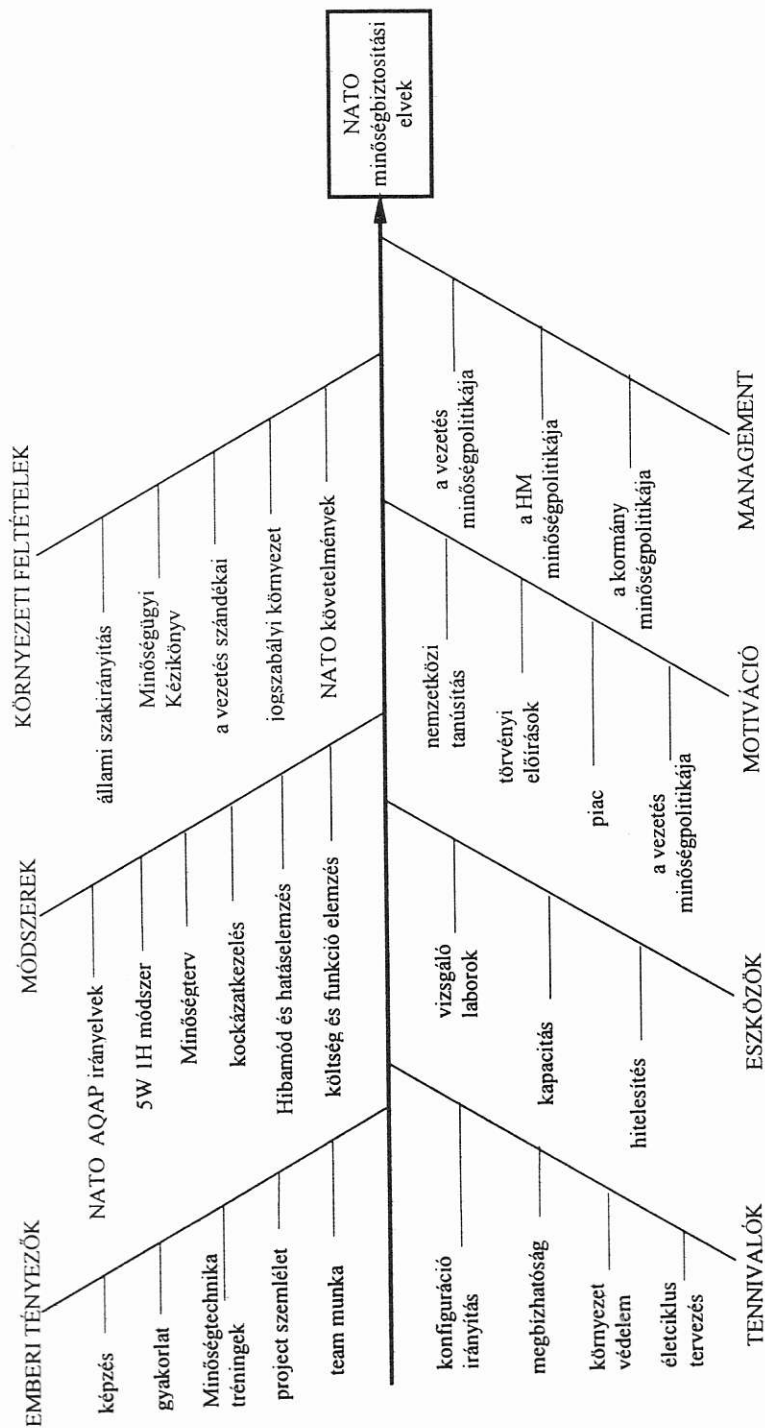 EMBERI TÉNYEZŐK
képzés
gyakorlat
Minőségtechnika
tréningek
project szemlélet
team munka
MÓDSZEREK
NATO AQAP irányelvek
5W 1H módszer
Minőségterv
kockázatkezelés
Hibamód és hatáselemzés
költség és funkció elemzés
KÖRNYEZETI FELTÉTELEK
állami szakirányítás
Minőségügyi
Kézikönyv
a vezetés szándékai
jogszabályi környezet
NATO követelmények
NATO
minőségbiztosítási
elvek
konfiguráció
irányítás
megbízhatóság
környezet
védelem
életciklus
tervezés
TENNIVALÓK
vizsgáló
laborok
kapacitás
hitelesítés
ESZKÖZÖK
nemzetközi
tanúsítás
törvényi
előírások
piac
a vezetés
minőségpolitikája
MOTIVÁCIÓ
a vezetés
minőségpolitikája
a HM
minőségpolitikája
a kormány
minőségpolitikája
MANAGEMENT